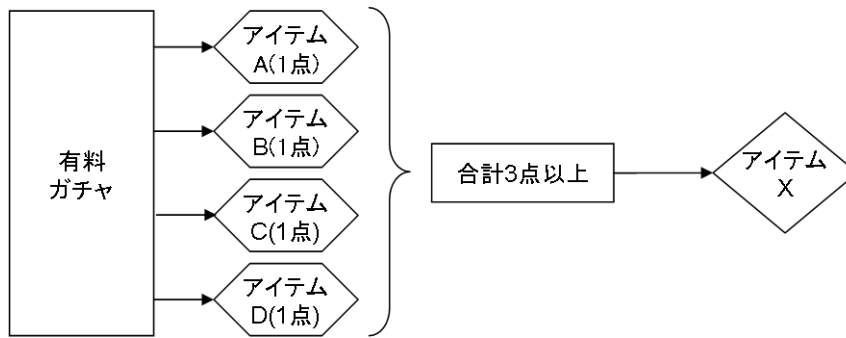 有料
ガチャ
アイテム
A(1点)
アイテム
B(1点)
アイテム
C(1点)
アイテム
D(1点)
合計3点以上
アイテム
X